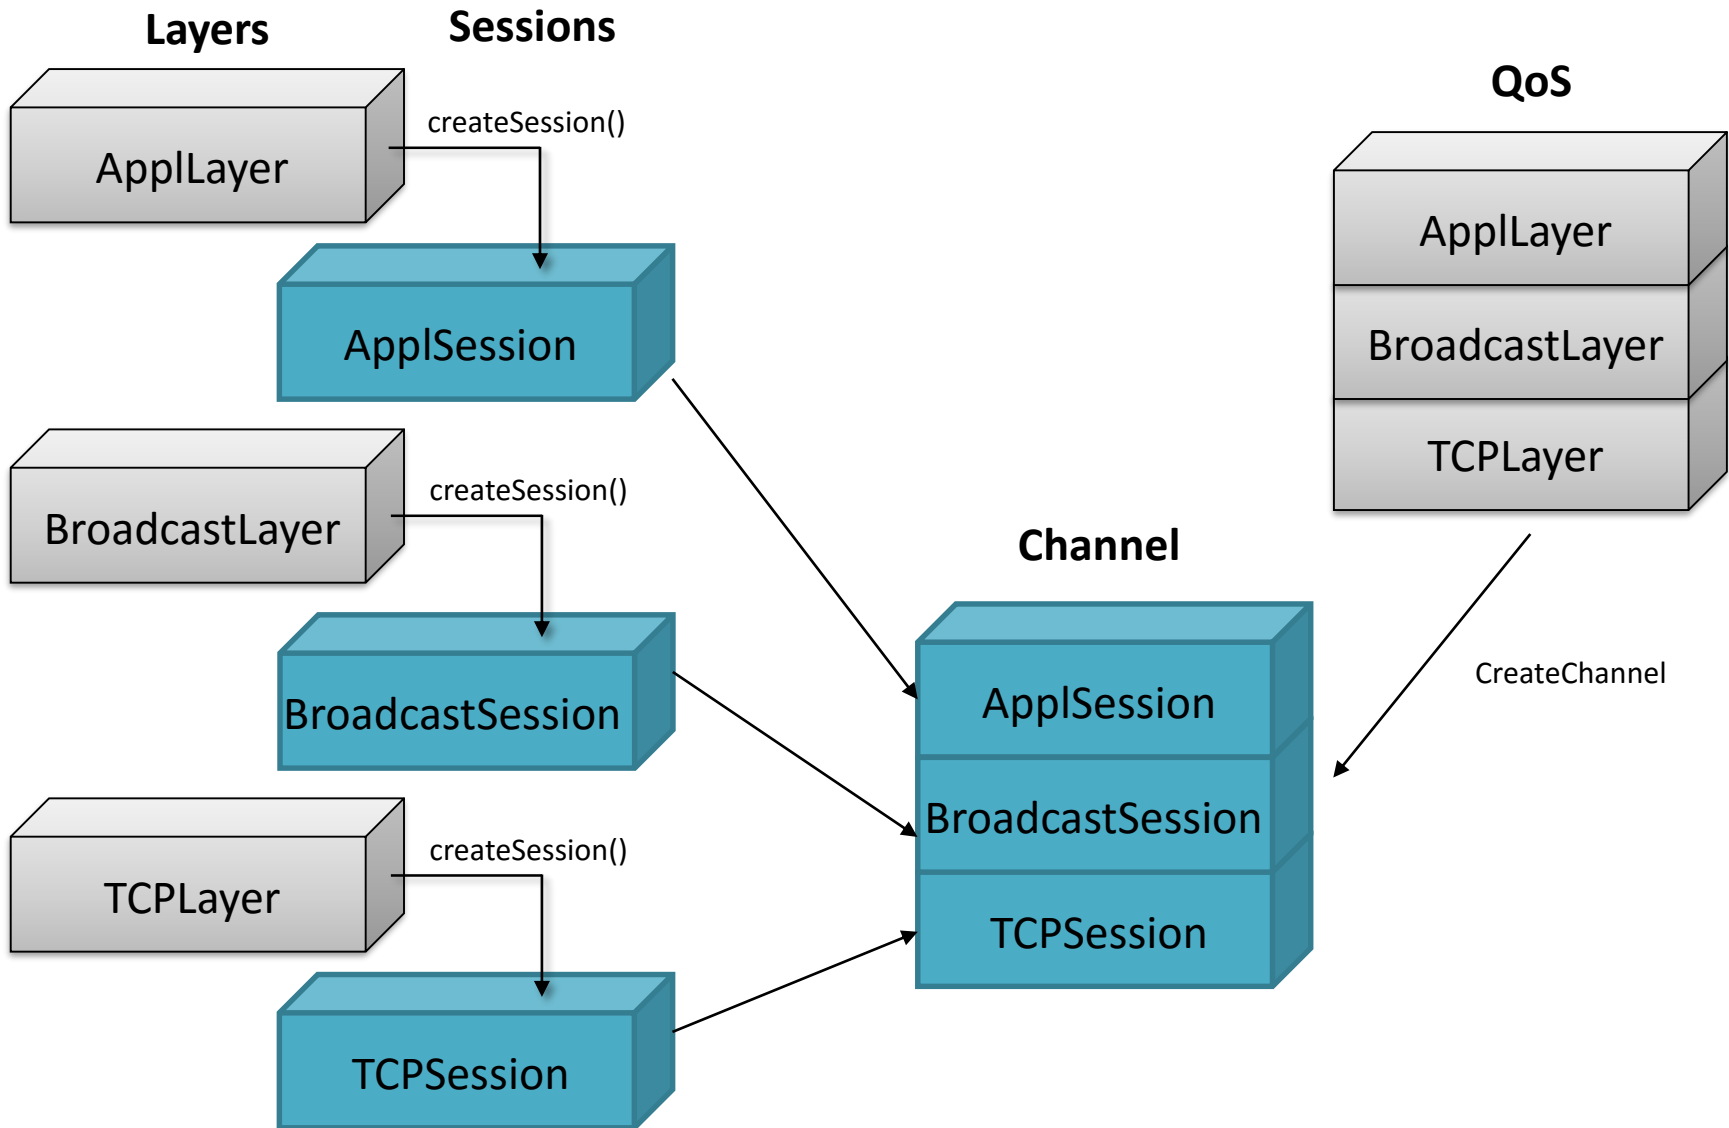 Layers
Sessions
QoS
createSession()
ApplLayer
ApplSession
ApplLayer
BroadcastLayer
TCPLayer
createSession()
BroadcastLayer
BroadcastSession
Channel
CreateChannel
ApplSession
BroadcastSession
TCPSession
createSession()
TCPLayer
TCPSession